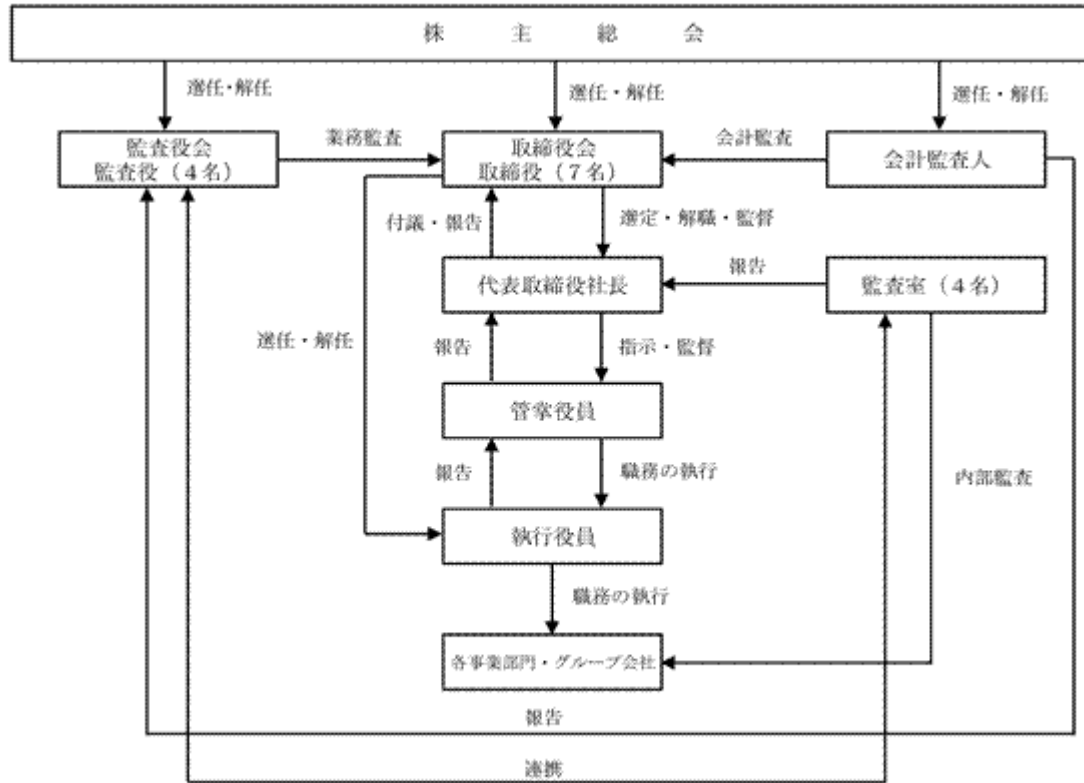 株主総会
選任・解任
選任・解任
選任・解任
監査役会
監査役（４名）
業務監査
取締役会
取締役（７名）
会計監査
会計監査人
付議・報告
選定・解職・監督
代表取締役社長
報告
監査室（４名）
選任・解任
報告
指示・監督
管掌役員
報告
職務の執行
内部監査
執行役員
職務の執行
各事業部門・グループ会社
報告
連携